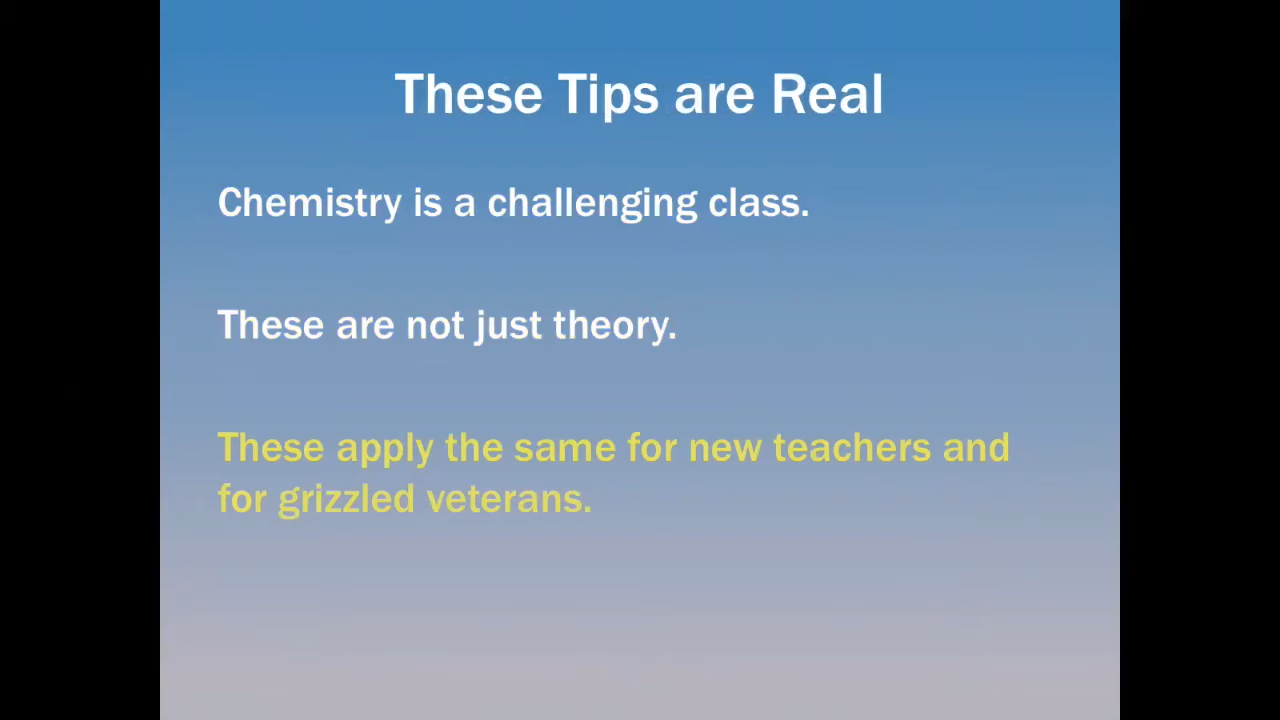 These Tips are Real
Chemistry is a challenging class.
These are not just theory.
These apply the same for new teachers and
for grizzled veterans.